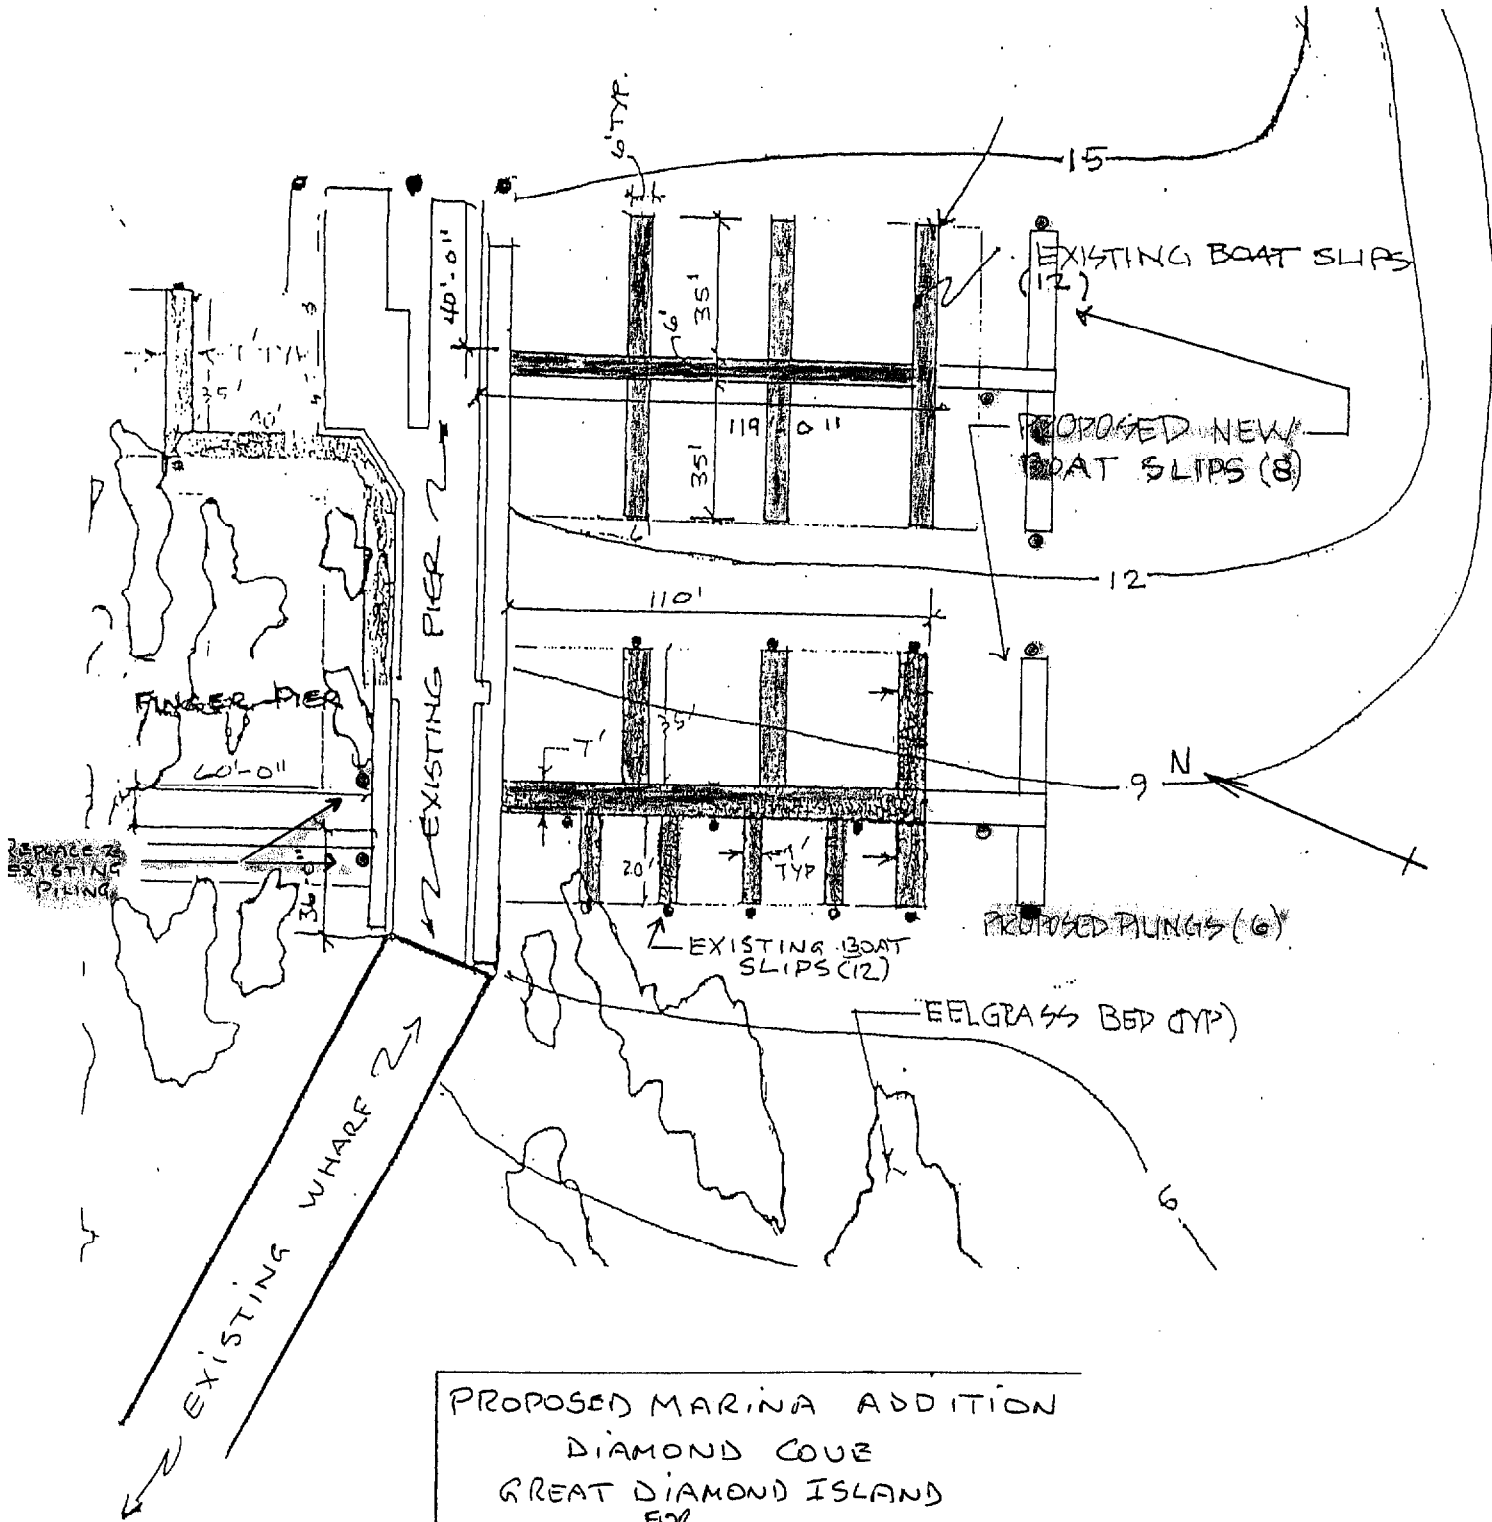 6' TYP.
15
40'-0"
35'
6'
EXISTING BOAT SLIPS
(12)
35'
119'-0"
35'
PROPOSED NEW
BOAT SLIPS (8)
12
EXISTING PIER
110'
FINGER PIER
60'-0"
35'
7'
9
N
REPLACE 2
EXISTING
PILING
36'-0"
20'
4'
TYP
EXISTING BOAT
SLIPS (12)
PROPOSED PILINGS (6)
EELGRASS BED (TYP)
6
EXISTING WHARF
PROPOSED MARINA ADDITION
DIAMOND COVE
GREAT DIAMOND ISLAND
FOR